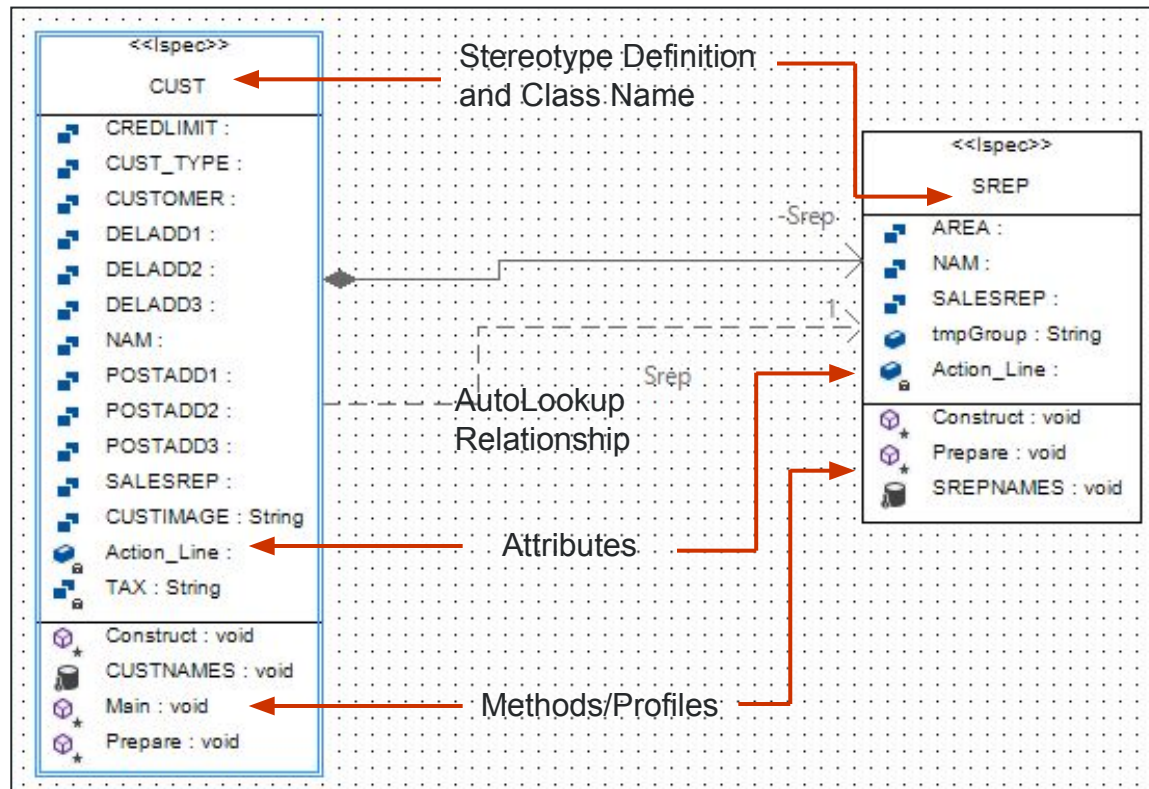 <<Ispec>>
CUST
CREDLIMIT :
CUST_TYPE :
CUSTOMER :
DELADD1 :
DELADD2 :
DELADD3 :
NAM :
POSTADD1 :
POSTADD2 :
POSTADD3 :
SALESREP :
CUSTIMAGE : String
Action_Line :
TAX : String
Construct : void
CUSTNAMES : void
Main : void
Prepare : void
Stereotype Definition
and Class Name
-Srep
1
Srep
AutoLookup
Relationship
Attributes
Methods/Profiles
<<Ispec>>
SREP
AREA :
NAM :
SALESREP :
tmpGroup : String
Action_Line :
Construct : void
Prepare : void
SREPNAMES : void